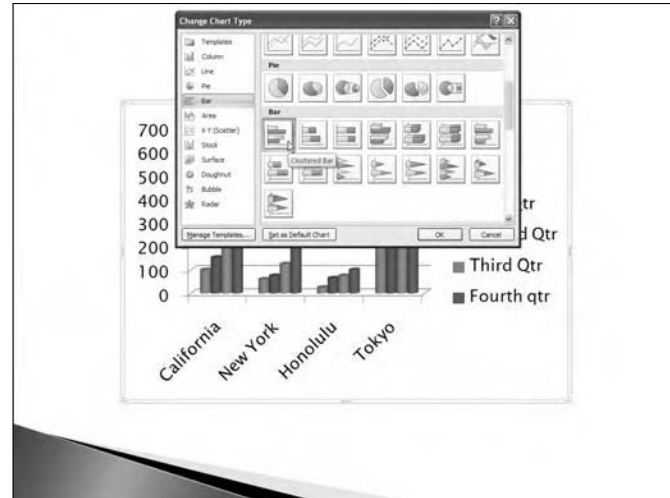 Change Chart Type
Templates
Column
Line
Pie
Bar
Area
X Y (Scatter)
Stock
Surface
Doughnut
Bubble
Radar
Manage Templates...
Pie
Bar
Clustered Bar
Set as Default Chart
OK
Cancel
700
600
500
400
300
200
100
0
California
New York
Honolulu
Tokyo
tr
d Qtr
Third Qtr
Fourth qtr